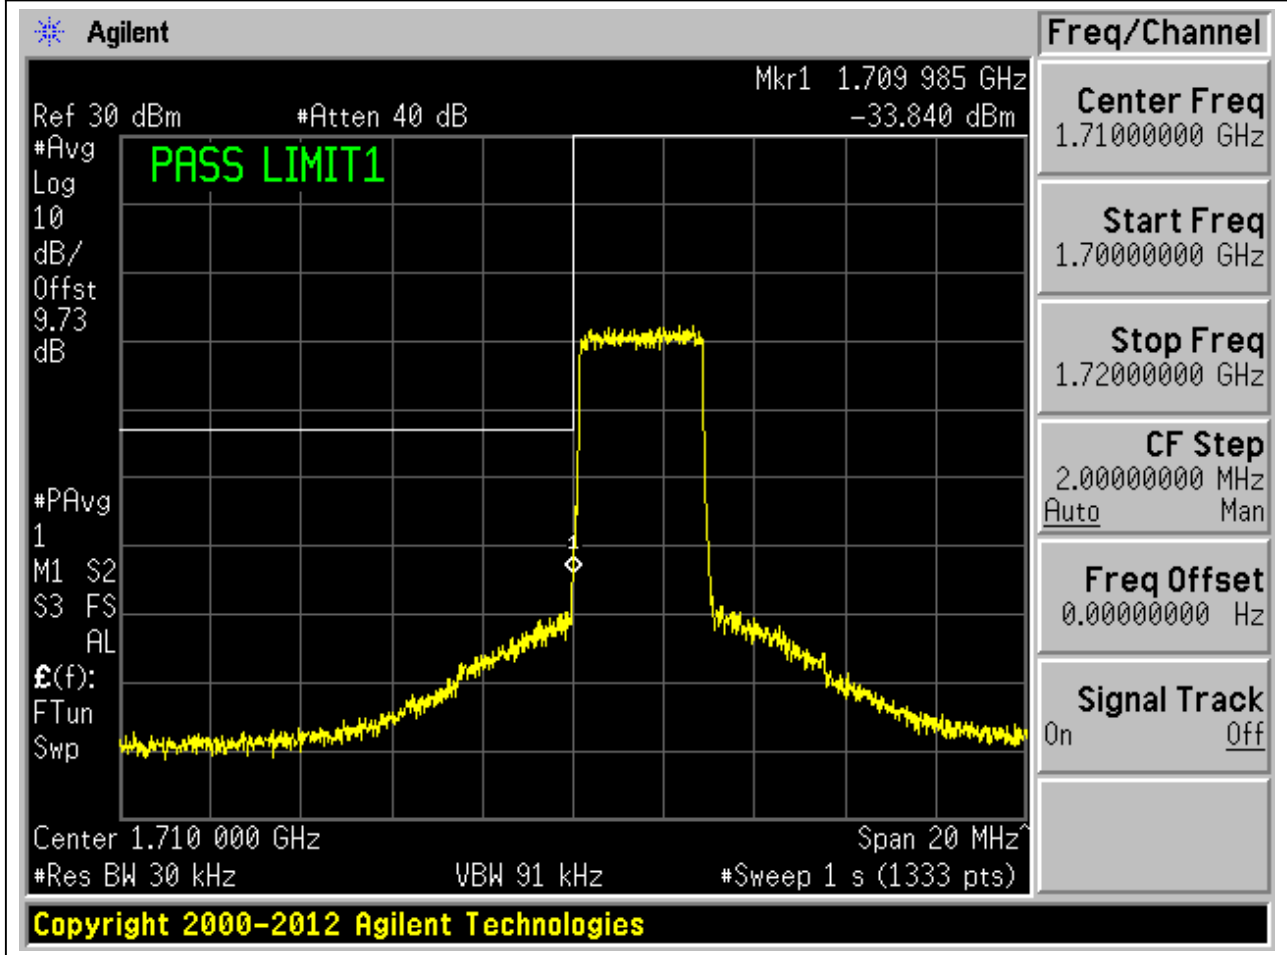 Agilent
Freq/Channel
Mkr1 1.709 985 GHz
Ref 30 dBm #Atten 40 dB -33.840 dBm
#Avg
Log
10
dB/
Offst
9.73
dB
PASS LIMIT1
1
#PAvg
1
M1 S2
S3 FS
AL
£(f):
FTun
Swp
Center 1.710 000 GHz Span 20 MHz^
#Res BW 30 kHz VBW 91 kHz #Sweep 1 s (1333 pts)
Copyright 2000-2012 Agilent Technologies
Center Freq
1.71000000 GHz
Start Freq
1.70000000 GHz
Stop Freq
1.72000000 GHz
CF Step
2.00000000 MHz
Auto Man
Freq Offset
0.00000000 Hz
Signal Track
On Off